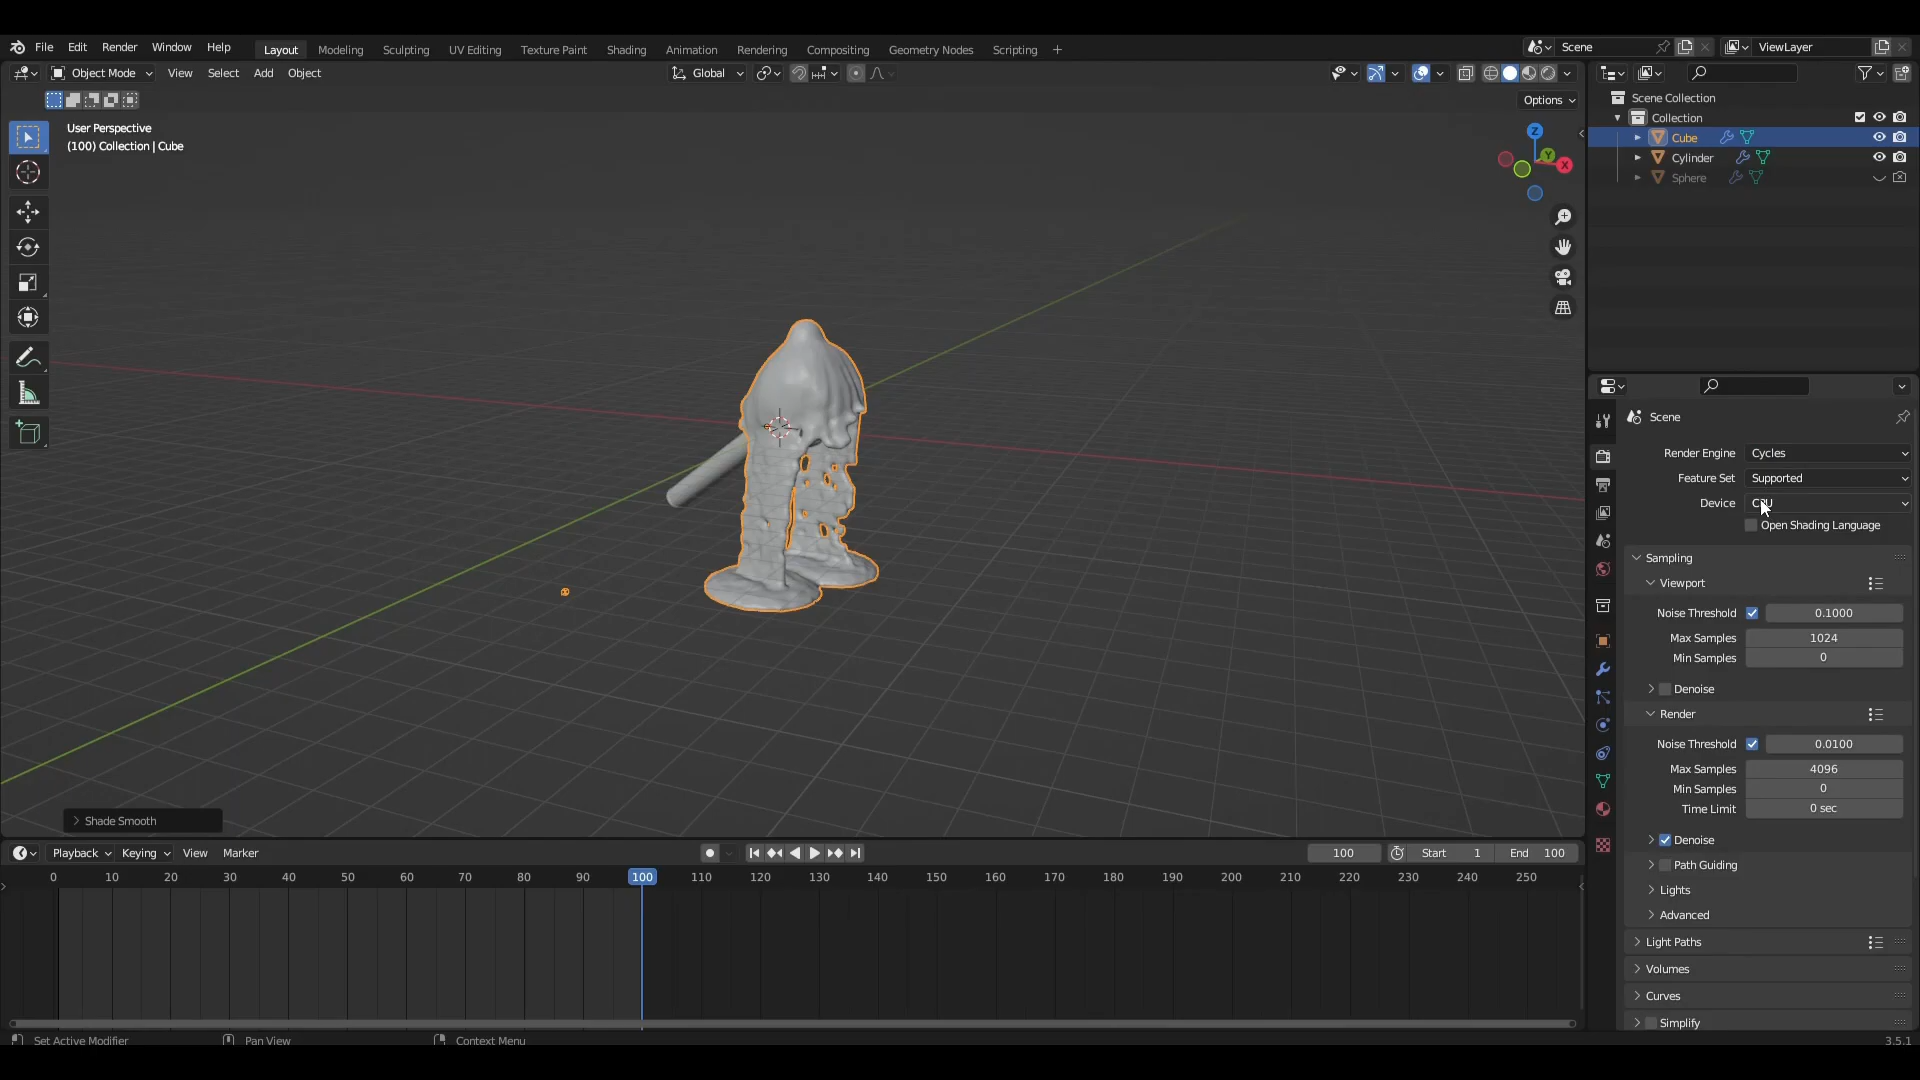 File Edit Render Window Help Layout Modeling Sculpting UV Editing Texture Paint Shading Animation Rendering Compositing Geometry Nodes Scripting + Scene ViewLayer
Object Mode View Select Add Object Global
Options
User Perspective
(100) Collection | Cube
Z
Y
X
Scene Collection
Collection
Cube
Cylinder
Sphere
Scene
Render Engine Cycles
Feature Set Supported
Device CPU
Open Shading Language
Sampling
Viewport
Noise Threshold 0.1000
Max Samples 1024
Min Samples 0
Denoise
Render
Noise Threshold 0.0100
Max Samples 4096
Min Samples 0
Time Limit 0 sec
Denoise
Path Guiding
Lights
Advanced
Light Paths
Volumes
Curves
Simplify
Shade Smooth
Playback Keying View Marker 100 Start 1 End 100
0 10 20 30 40 50 60 70 80 90 100 110 120 130 140 150 160 170 180 190 200 210 220 230 240 250
Set Active Modifier Pan View Context Menu 3.5.1